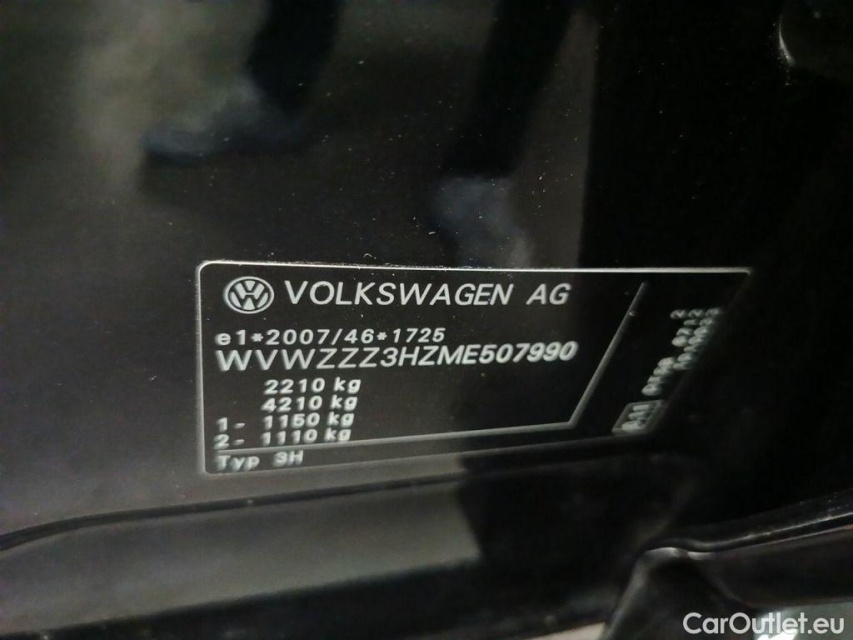 VOLKSWAGEN AG
e1*2007/46*1725
WVWZZZ3HZME507990
2210 kg
4210 kg
1- 1150 kg
2- 1110 kg
Typ 3H
CarOutlet.eu